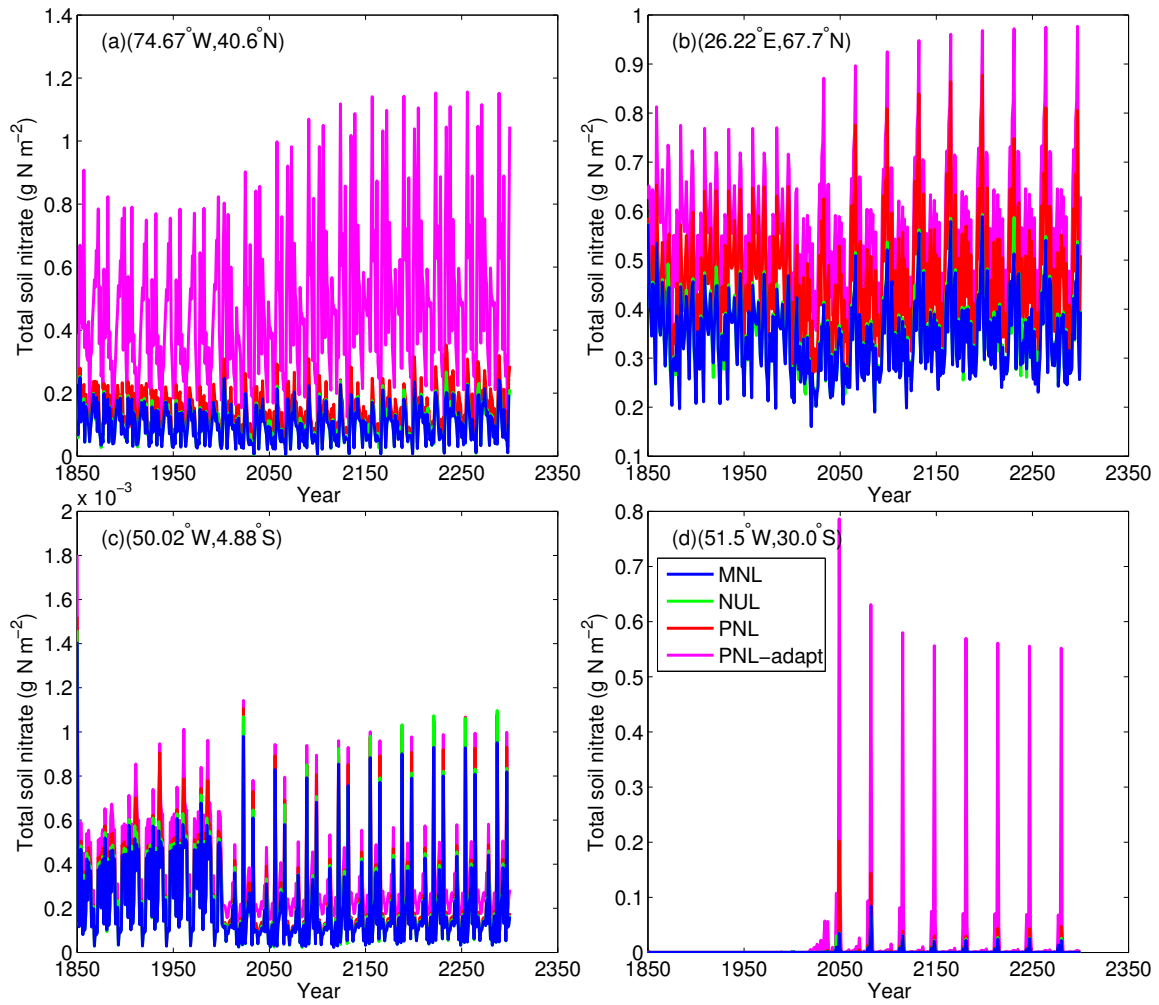 (a)(74.67°W,40.6°N)
Total soil nitrate (g N m−2)
1.4
1.2
1
0.8
0.6
0.4
0.2
0
1850 1950 2050 2150 2250 2350
Year
(b)(26.22°E,67.7°N)
Total soil nitrate (g N m−2)
1
0.9
0.8
0.7
0.6
0.5
0.4
0.3
0.2
0.1
1850 1950 2050 2150 2250 2350
Year
x 10−3
(c)(50.02°W,4.88°S)
Total soil nitrate (g N m−2)
2
1.8
1.6
1.4
1.2
1
0.8
0.6
0.4
0.2
0
1850 1950 2050 2150 2250 2350
Year
(d)(51.5°W,30.0°S)
Total soil nitrate (g N m−2)
0.8
0.7
0.6
0.5
0.4
0.3
0.2
0.1
0
MNL
NUL
PNL
PNL−adapt
1850 1950 2050 2150 2250 2350
Year